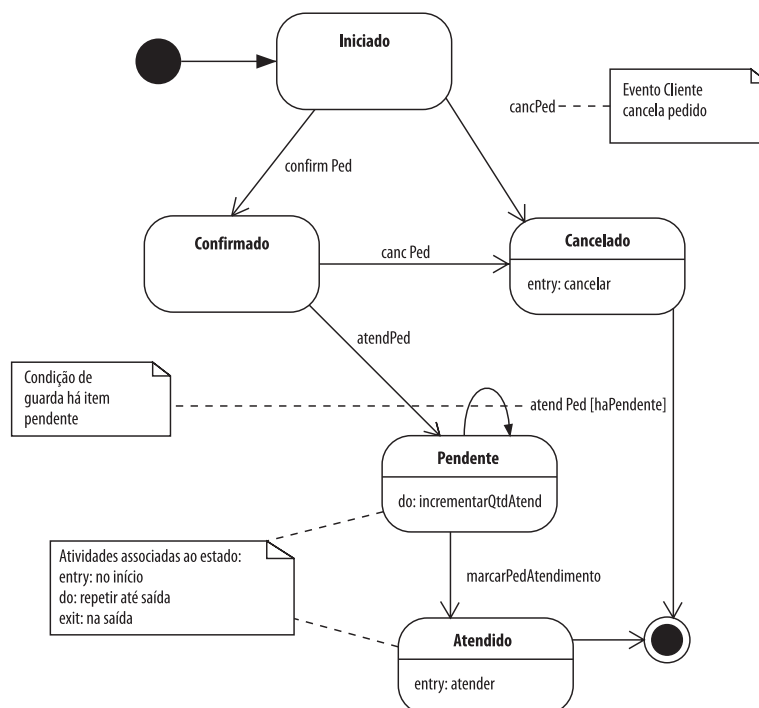 Iniciado
Evento Cliente
cancela pedido
cancPed
confirm Ped
Confirmado
canc Ped
Cancelado
entry: cancelar
atendPed
Condição de
guarda há item
pendente
atend Ped [haPendente]
Pendente
do: incrementarQtdAtend
Atividades associadas ao estado:
entry: no início
do: repetir até saída
exit: na saída
marcarPedAtendimento
Atendido
entry: atender